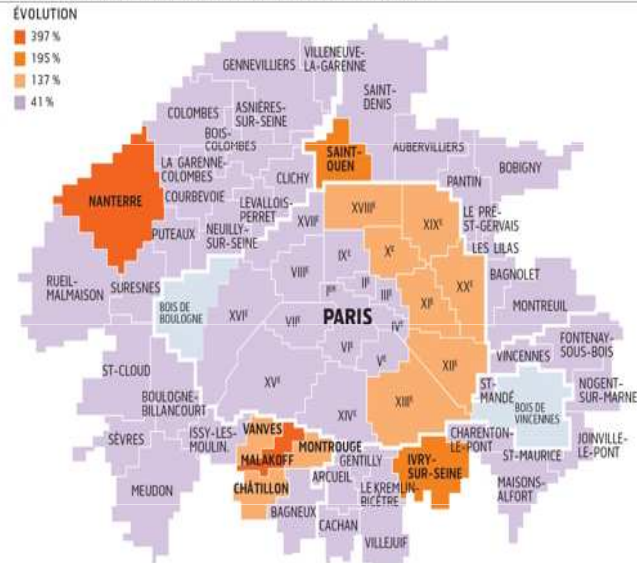 ÉVOLUTION
397 %
195 %
137 %
41 %
VILLENEUVE-
LA-GARENNE
GENNEVILLIERS
SAINT-
DENIS
COLOMBES
ASNIÈRES-
SUR-SEINE
BOIS-
COLOMBES
SAINT-
OUEN
AUBERVILLIERS
BOBIGNY
LA GARENNE-
COLOMBES
CLICHY
PANTIN
NANTERRE
COURBEVOIE
LEVALLOIS-
PERRET
XVIIIE
XIXE
LE PRÉ-
ST-GERVAIS
PUTEAUX
NEUILLY-
SUR-SEINE
XVIIE
LES LILAS
IXE
XE
RUEIL-
MALMAISON
SURESNES
VIIIE
IIE
BAGNOLET
BOIS DE
BOULOGNE
XVIE
IER
IIIE
XIE
XXE
MONTREUIL
PARIS
VIIE
IVE
FONTENAY-
SOUS-BOIS
VIE
VE
XIIE
VINCENNES
ST-CLOUD
XVE
ST-
MANDÉ
NOGENT-
SUR-MARNE
BOULOGNE-
BILLANCOURT
XIVE
XIIIE
BOIS DE
VINCENNES
SÈVRES
ISSY-LES-
MOULIN.
VANVES
MONTROUGE
CHARENTON-
LE-PONT
JOINVILLE-
LE-PONT
MALAKOFF
GENTILLY
IVRY-
SUR-SEINE
ST-MAURICE
MEUDON
CHÂTILLON
ARCUEIL
LE KREMLIN-
BICÊTRE
MAISONS-
ALFORT
BAGNEUX
CACHAN
VILLEJUIF